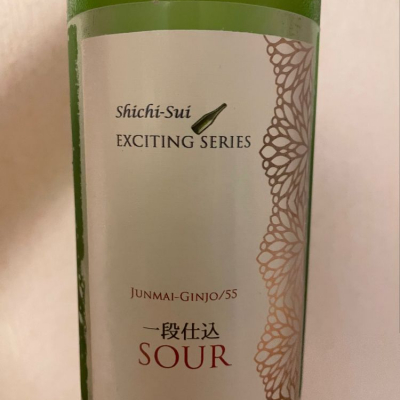 Shichi-Sui
EXCITING SERIES
JUNMAI-GINJO/55
一段仕込
SOUR